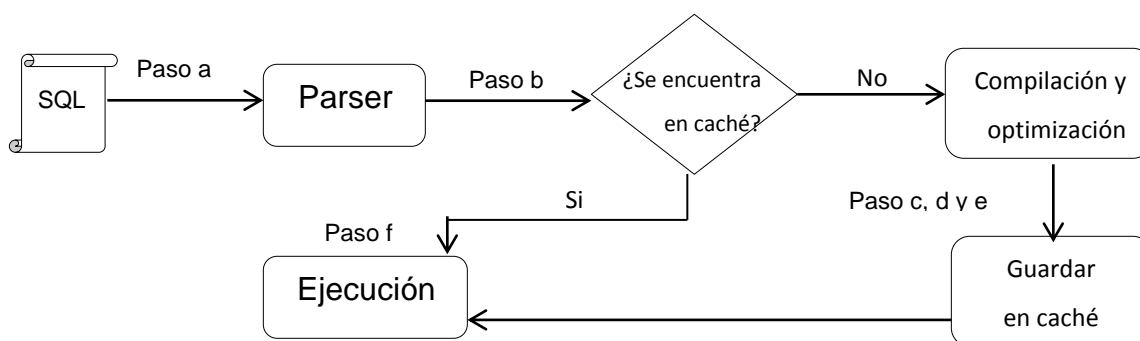 SQL
Paso a
Parser
Paso b
¿Se encuentra
en caché?
No
Compilación y
optimización
Si
Paso c, d y e
Paso f
Ejecución
Guardar
en caché